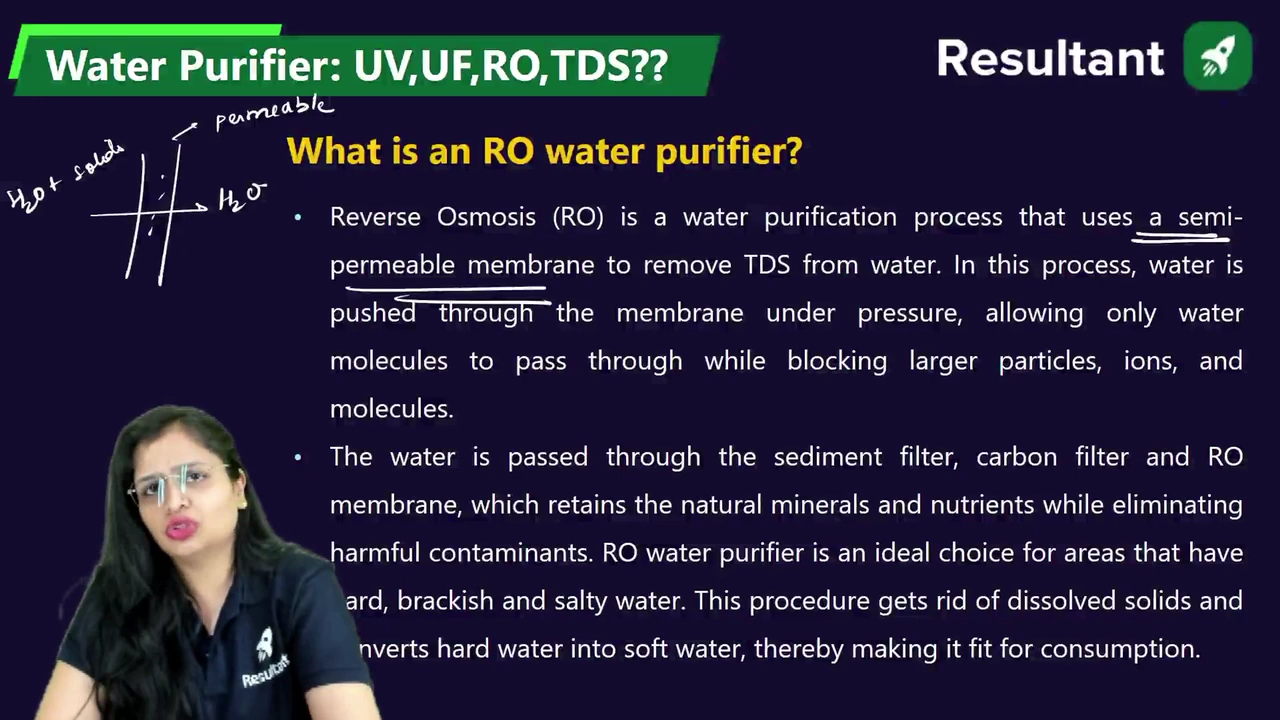 Water Purifier: UV,UF,RO,TDS??
Resultant
permeable
H₂O + solids
H₂O
What is an RO water purifier?
• Reverse Osmosis (RO) is a water purification process that uses a semi-
permeable membrane to remove TDS from water. In this process, water is
pushed through the membrane under pressure, allowing only water
molecules to pass through while blocking larger particles, ions, and
molecules.
• The water is passed through the sediment filter, carbon filter and RO
membrane, which retains the natural minerals and nutrients while eliminating
harmful contaminants. RO water purifier is an ideal choice for areas that have
ard, brackish and salty water. This procedure gets rid of dissolved solids and
nverts hard water into soft water, thereby making it fit for consumption.
Resultant